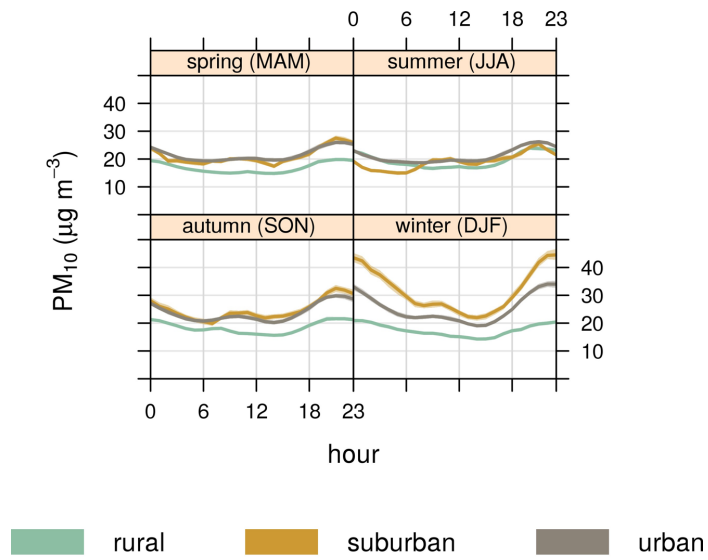 0 6 12 18 23
spring (MAM) summer (JJA)
40
30
20
10
autumn (SON) winter (DJF)
40
30
20
10
PM10 (μg m−3)
0 6 12 18 23
hour
rural suburban urban